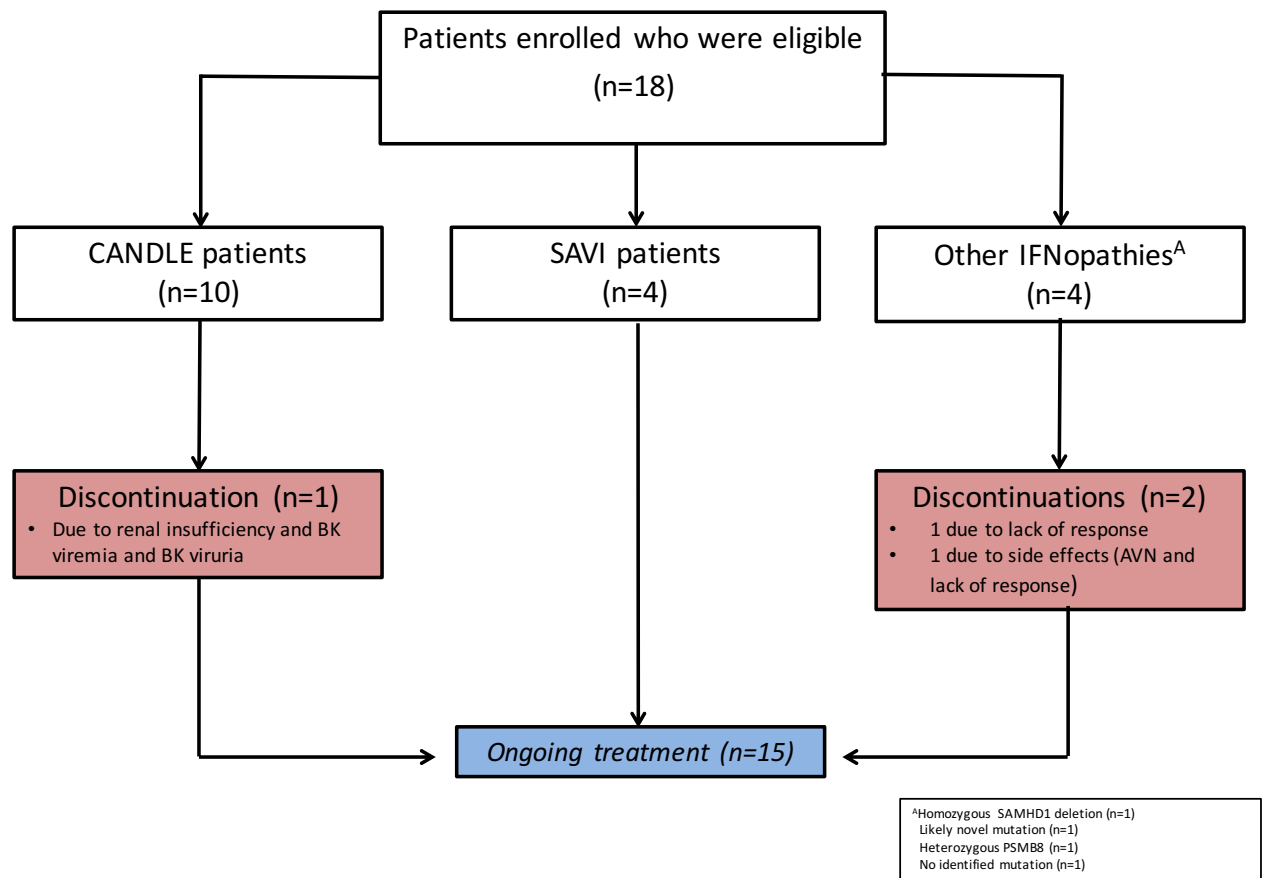 Patients enrolled who were eligible
(n=18)
CANDLE patients
(n=10)
SAVI patients
(n=4)
Other IFNopathiesᴬ
(n=4)
Discontinuation (n=1)
• Due to renal insufficiency and BK
viremia and BK viruria
Discontinuations (n=2)
• 1 due to lack of response
• 1 due to side effects (AVN and
lack of response)
Ongoing treatment (n=15)
ᴬHomozygous SAMHD1 deletion (n=1)
Likely novel mutation (n=1)
Heterozygous PSMB8 (n=1)
No identified mutation (n=1)